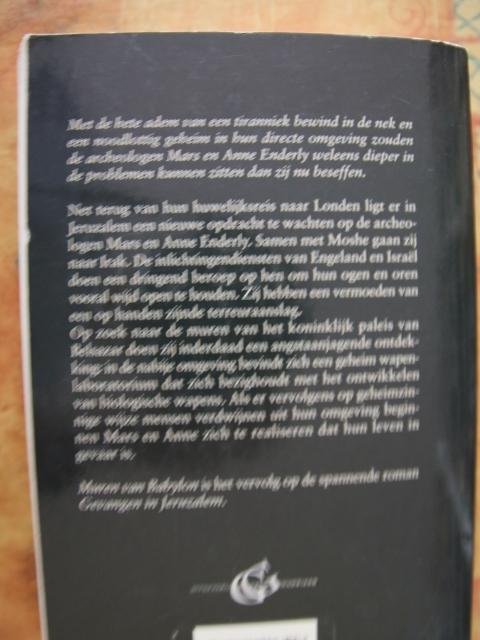 Met de hete adem van een tiranniek bewind in de nek en
een noodlottig geheim in hun directe omgeving zouden
de archeologen Mars en Anne Enderly weleens dieper in
in de problemen kunnen zitten dan zij nu beseffen.
Net terug van hun huwelijksreis naar Londen ligt er in
Jeruzalem een nieuwe opdracht te wachten op de archeo-
logen Mars en Anne Enderly. Samen met Moshe gaan zij
naar Irak. De inlichtingendiensten van Engeland en Israël
doen een dringend beroep op hen om hun ogen en oren
vooral wijd open te houden. Zij hebben een vermoeden van
een op handen zijnde terreuraanslag.
Op zoek naar de muren van het koninklijk paleis van
Belsazar doen zij inderdaad een angstaanjagende ontdek-
king: in de nabije omgeving bevindt zich een geheim wapen-
laboratorium dat zich bezighoudt met het ontwikkelen
van biologische wapens. Als er vervolgens op geheimzin-
nige wijze mensen verdwijnen uit hun omgeving begin-
nen Mars en Anne zich te realiseren dat hun leven in
gevaar is.
Muren van Babylon is het vervolg op de spannende roman
Gevangen in Jeruzalem.